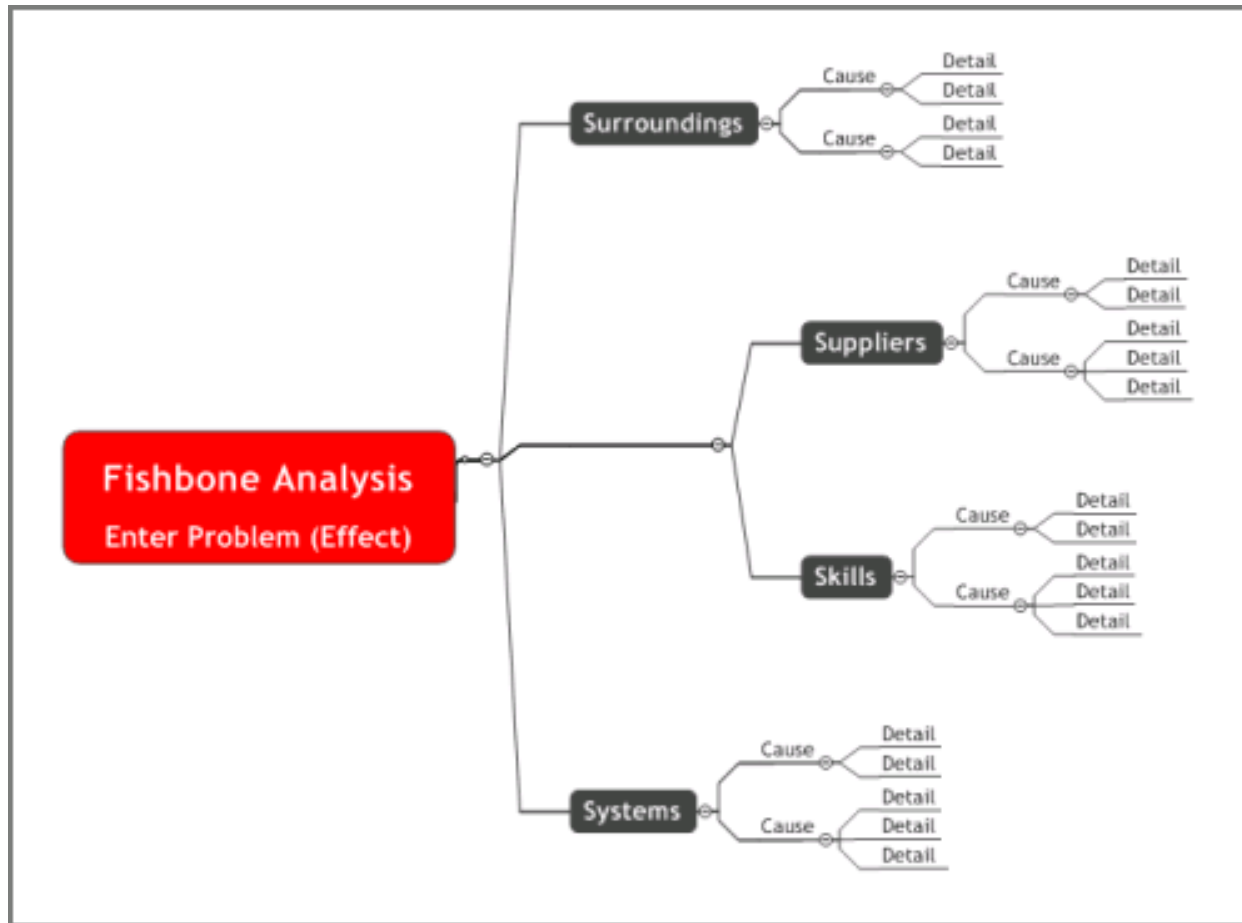 Detail
Cause
Detail
Surroundings
Detail
Cause
Detail
Detail
Cause
Detail
Suppliers
Detail
Cause
Detail
Detail
Fishbone Analysis
Enter Problem (Effect)
Detail
Cause
Detail
Skills
Detail
Cause
Detail
Detail
Detail
Cause
Detail
Systems
Detail
Cause
Detail
Detail